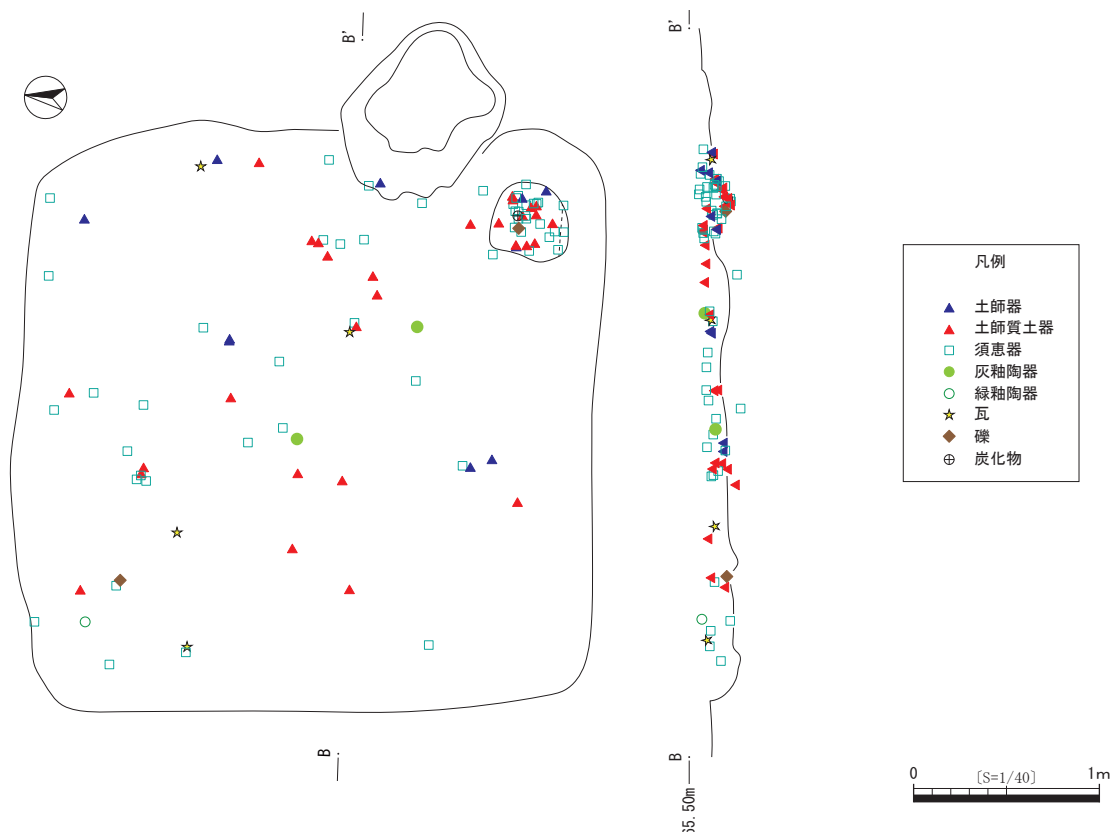 B'
B'
凡例
土師器
土師質土器
須恵器
灰釉陶器
緑釉陶器
瓦
礫
炭化物
B
B
65.50m
0
[S=1/40]
1m